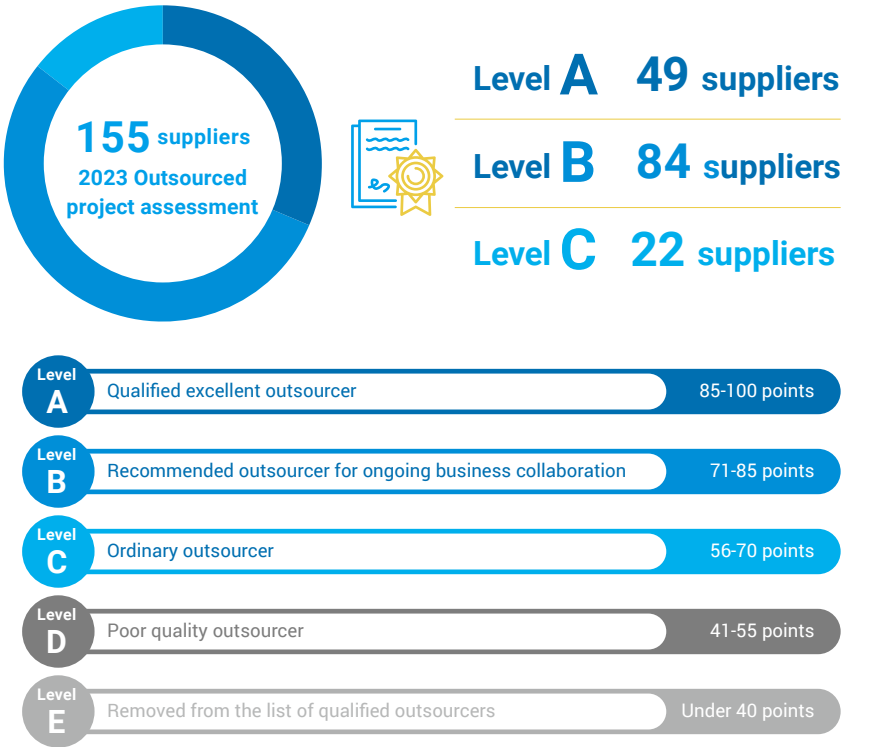 155 suppliers
2023 Outsourced
project assessment
Level A 49 suppliers
Level B 84 suppliers
Level C 22 suppliers
Level
A
Qualified excellent outsourcer
85-100 points
Level
B
Recommended outsourcer for ongoing business collaboration
71-85 points
Level
C
Ordinary outsourcer
56-70 points
Level
D
Poor quality outsourcer
41-55 points
Level
E
Removed from the list of qualified outsourcers
Under 40 points